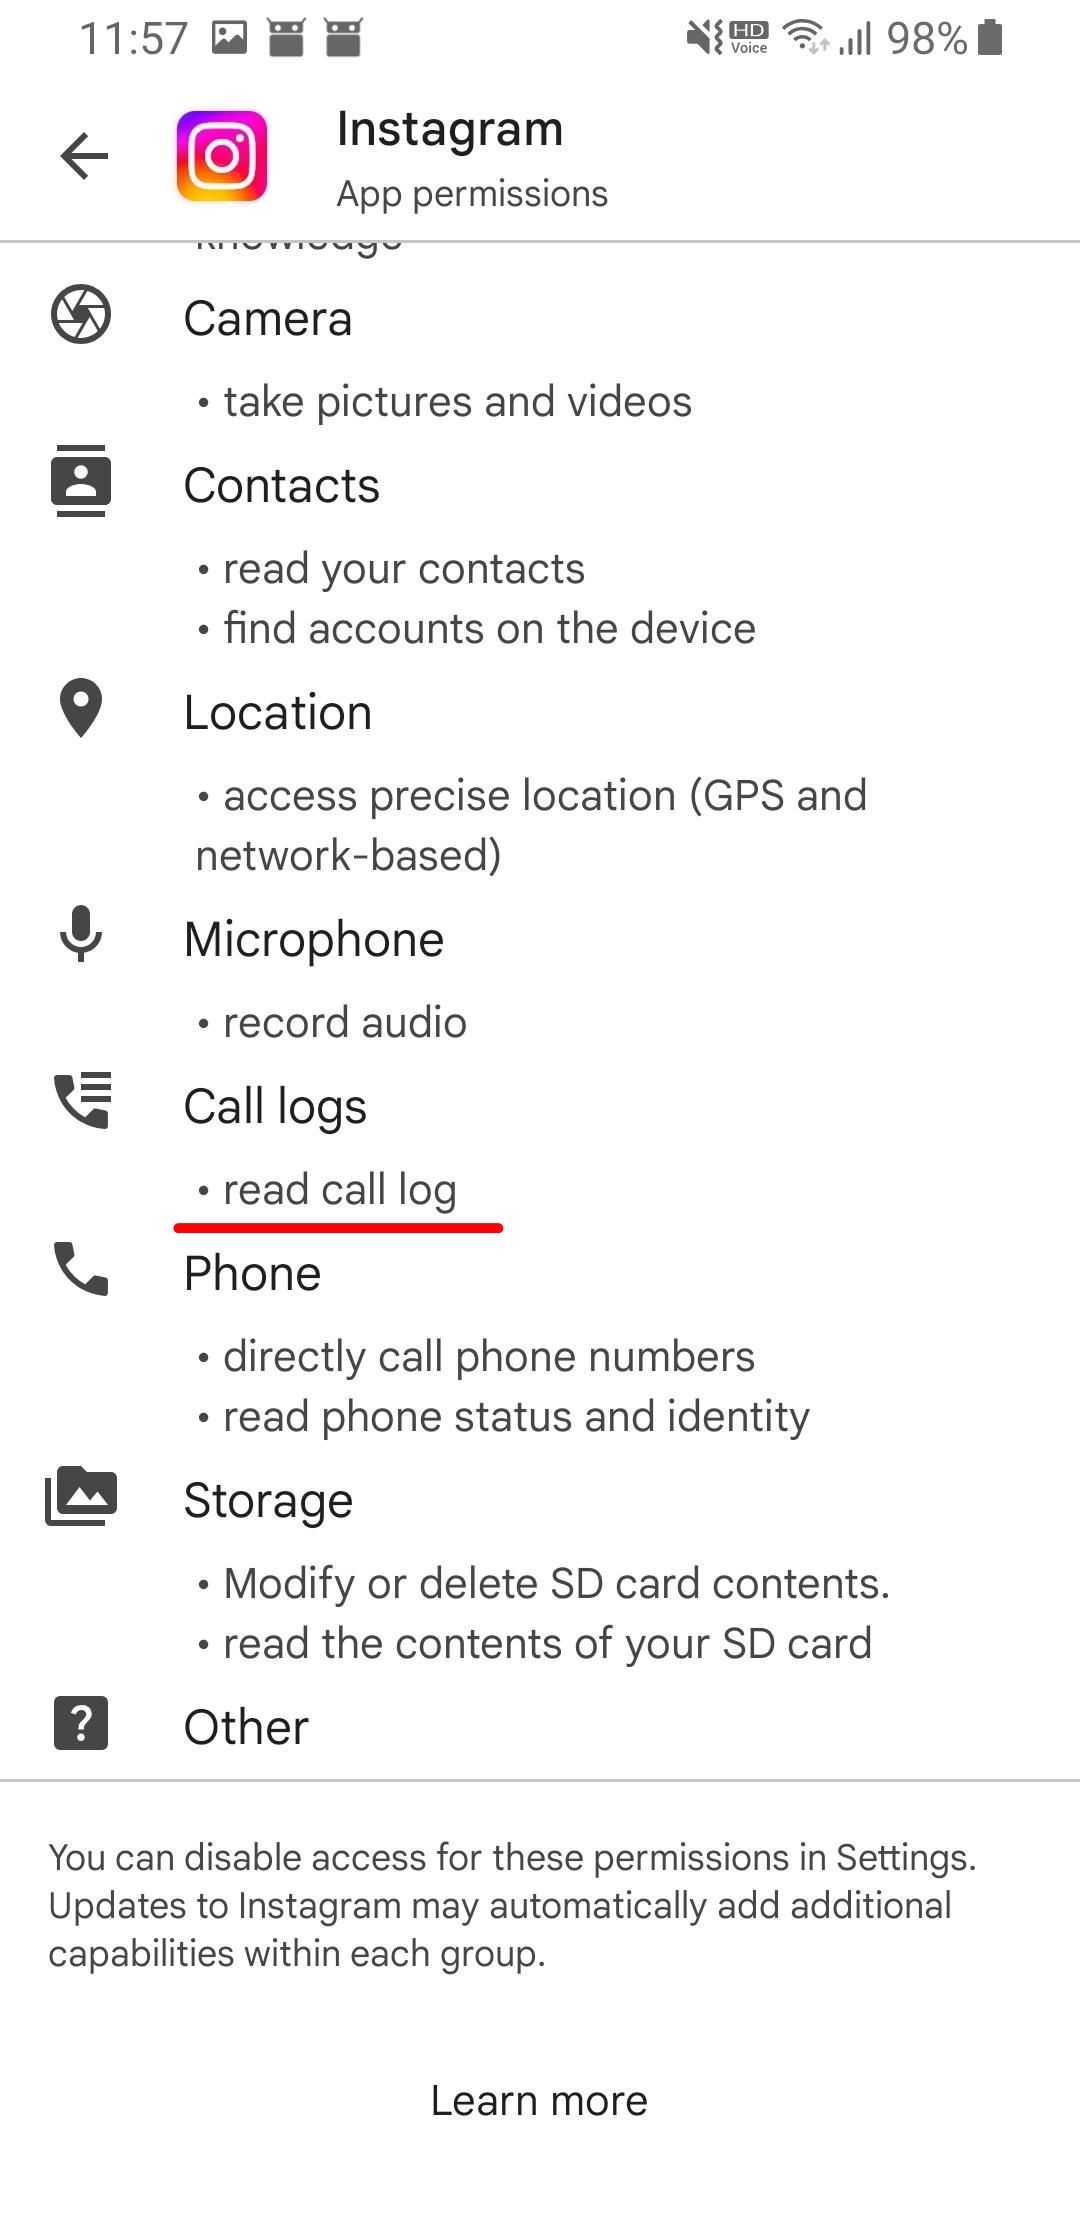 11:57
HD Voice
98%
Instagram
App permissions
knowledge
Camera
• take pictures and videos
Contacts
• read your contacts
• find accounts on the device
Location
• access precise location (GPS and
network-based)
Microphone
• record audio
Call logs
• read call log
Phone
• directly call phone numbers
• read phone status and identity
Storage
• Modify or delete SD card contents.
• read the contents of your SD card
? Other
You can disable access for these permissions in Settings.
Updates to Instagram may automatically add additional
capabilities within each group.
Learn more